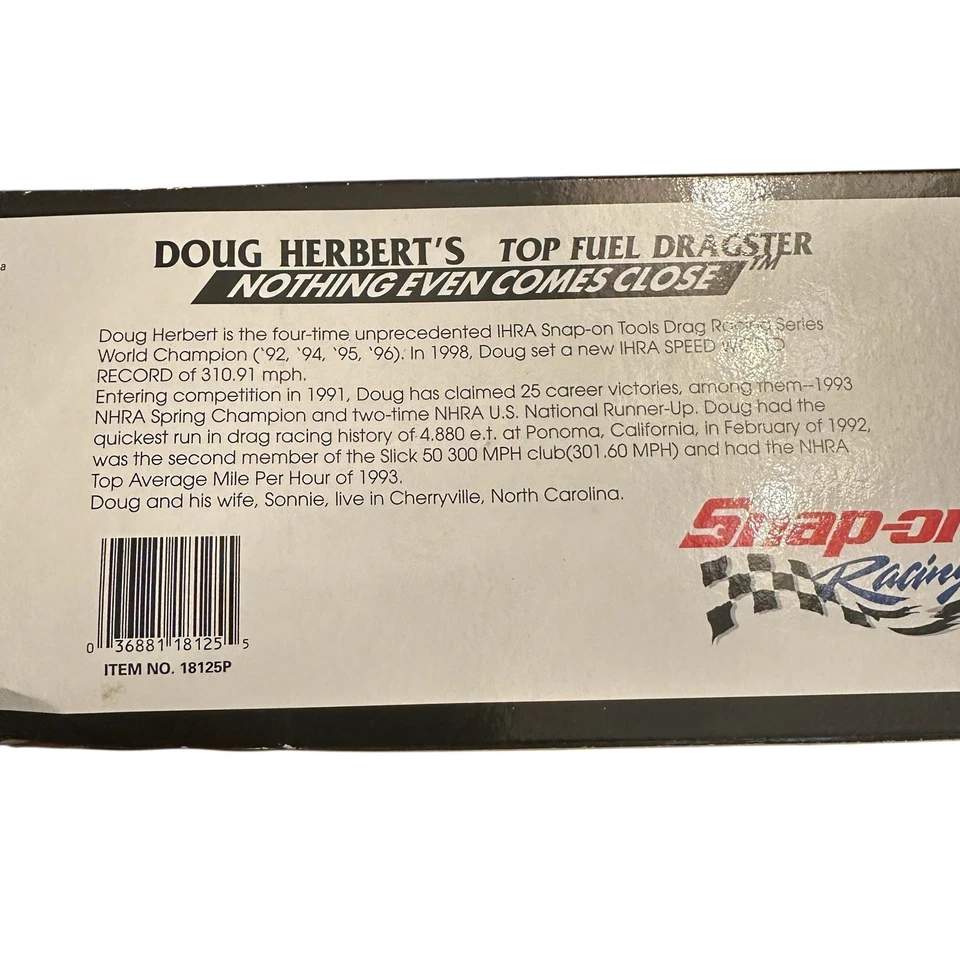 a
DOUG HERBERT'S TOP FUEL DRAGSTER
NOTHING EVEN COMES CLOSE™
Doug Herbert is the four-time unprecedented IHRA Snap-on Tools Drag Racing Series
World Champion (‘92, ‘94, ‘95, ‘96). In 1998, Doug set a new IHRA SPEED WORLD
RECORD of 310.91 mph.
Entering competition in 1991, Doug has claimed 25 career victories, among them--1993
NHRA Spring Champion and two-time NHRA U.S. National Runner-Up. Doug had the
quickest run in drag racing history of 4.880 e.t. at Ponoma, California, in February of 1992,
was the second member of the Slick 50 300 MPH club(301.60 MPH) and had the NHRA
Top Average Mile Per Hour of 1993.
Doug and his wife, Sonnie, live in Cherryville, North Carolina.
Snap-on
Racing
0 36881 18125 5
ITEM NO. 18125P